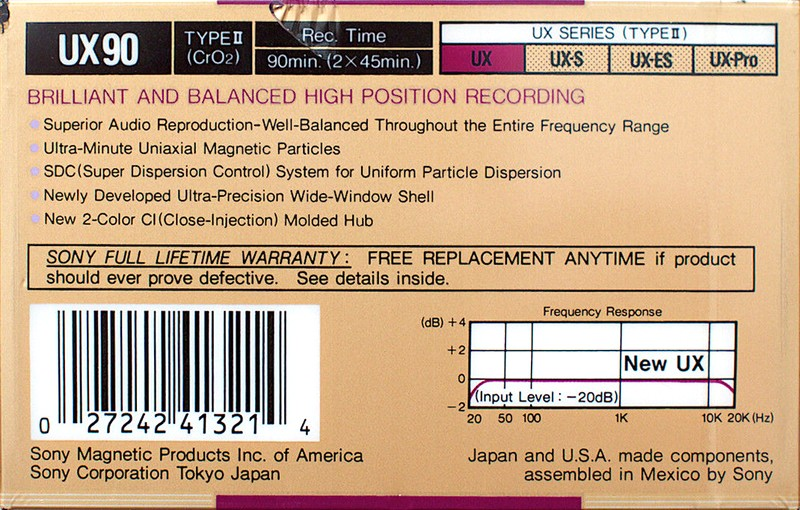 UX90
TYPE II
(CrO2)
Rec. Time
90min. (2×45min.)
UX SERIES (TYPE II)
UX UX-S UX-ES UX-Pro
BRILLIANT AND BALANCED HIGH POSITION RECORDING
Superior Audio Reproduction-Well-Balanced Throughout the Entire Frequency Range
Ultra-Minute Uniaxial Magnetic Particles
SDC(Super Dispersion Control) System for Uniform Particle Dispersion
Newly Developed Ultra-Precision Wide-Window Shell
New 2-Color CI(Close-Injection) Molded Hub
SONY FULL LIFETIME WARRANTY: FREE REPLACEMENT ANYTIME if product
should ever prove defective. See details inside.
0 27242 41321 4
Sony Magnetic Products Inc. of America
Sony Corporation Tokyo Japan
Frequency Response
(dB) +4
+2
0
-2
New UX
(Input Level : -20dB)
20 50 100 1K 10K 20K (Hz)
Japan and U.S.A. made components,
assembled in Mexico by Sony